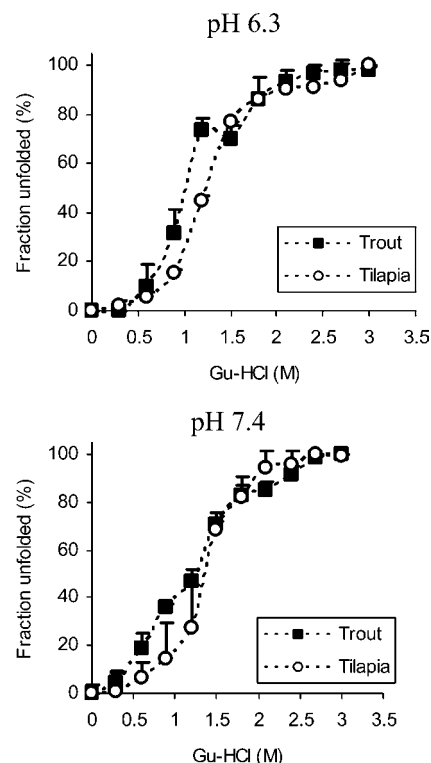 pH 6.3
Fraction unfolded (%)
100
80
60
40
20
0
Trout
Tilapia
0 0.5 1 1.5 2 2.5 3 3.5
Gu-HCl (M)
pH 7.4
Fraction unfolded (%)
100
80
60
40
20
0
Trout
Tilapia
0 0.5 1 1.5 2 2.5 3 3.5
Gu-HCl (M)